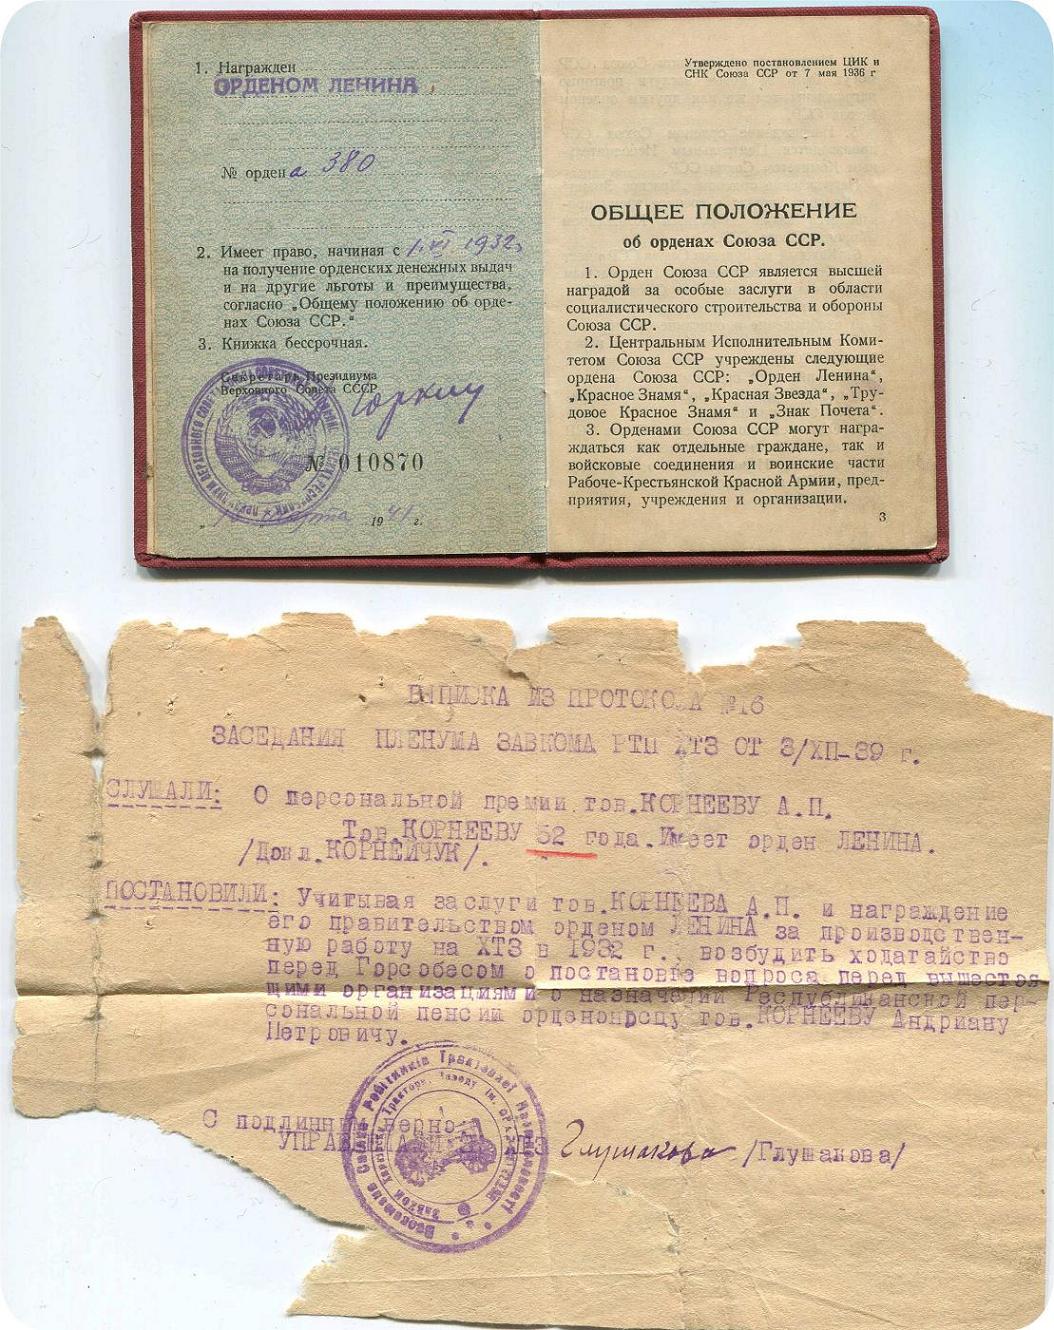 1. Награжден
ОРДЕНОМ ЛЕНИНА
№ ордена 380
2. Имеет право, начиная с 1.VI 1932 г.
на получение орденских денежных выдач
и на другие льготы и преимущества,
согласно „Общему положению об орде-
нах Союза ССР.“
3. Книжка бессрочная.
Секретарь Президиума
Верховного Совета СССР
Горкин
№ 010870
марта 1941 г.
Утверждено постановлением ЦИК и
СНК Союза ССР от 7 мая 1936 г
ОБЩЕЕ ПОЛОЖЕНИЕ
об орденах Союза ССР.
1. Орден Союза ССР является высшей
наградой за особые заслуги в области
социалистического строительства и обороны
Союза ССР.
2. Центральным Исполнительным Коми-
тетом Союза ССР учреждены следующие
ордена Союза ССР: „Орден Ленина“,
„Красное Знамя“, „Красная Звезда“, „Тру-
довое Красное Знамя“ и „Знак Почета“.
3. Орденами Союза ССР могут награ-
ждаться как отдельные граждане, так и
войсковые соединения и воинские части
Рабоче-Крестьянской Красной Армии, пред-
приятия, учреждения и организации.
3
ВЫПИСКА ИЗ ПРОТОКОЛА №16
ЗАСЕДАНИЯ ПЛЕНУМА ЗАВКОМА РТП ХТЗ ОТ 3/ХП-39 г.
СЛУШАЛИ: О персональной премии тов.КОРНЕЕВУ А.П.
Тов.КОРНЕЕВУ 52 года.Имеет орден ЛЕНИНА.
/Докл.КОРНЕЙЧУК/.
ПОСТАНОВИЛИ: Учитывая заслуги тов.КОРНЕЕВА А.П. и награждение
его правительством орденом ЛЕНИНА за производствен-
ную работу на ХТЗ в 1932 г., возбудить ходатайство
перед Горсобесом о постановке вопроса перед вышестоя-
щими организациями о назначении Республиканской пер-
сональной пенсии орденоносцу тов.КОРНЕЕВУ Андриану
Петровичу.
С подлинным верно
Глушакова /Глушакова/